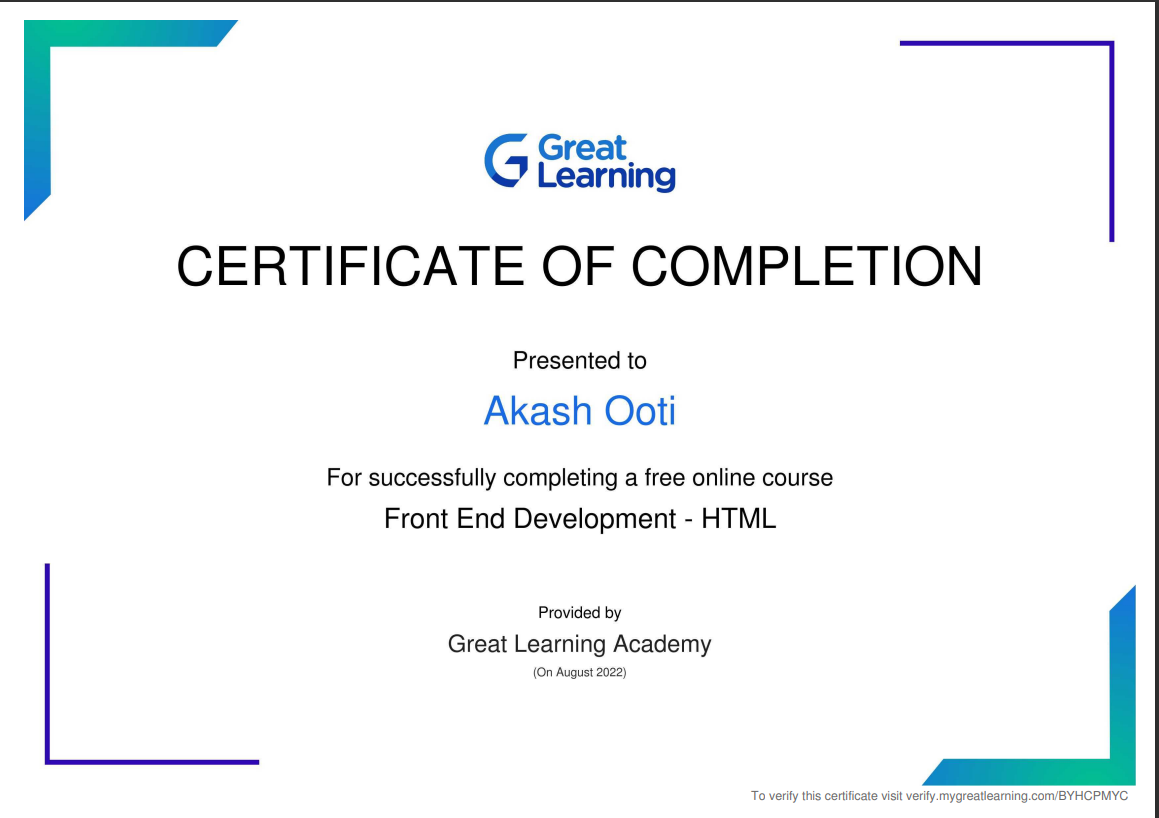 Great
Learning
CERTIFICATE OF COMPLETION
Presented to
Akash Ooti
For successfully completing a free online course
Front End Development - HTML
Provided by
Great Learning Academy
(On August 2022)
To verify this certificate visit verify.mygreatlearning.com/BYHCPMYC